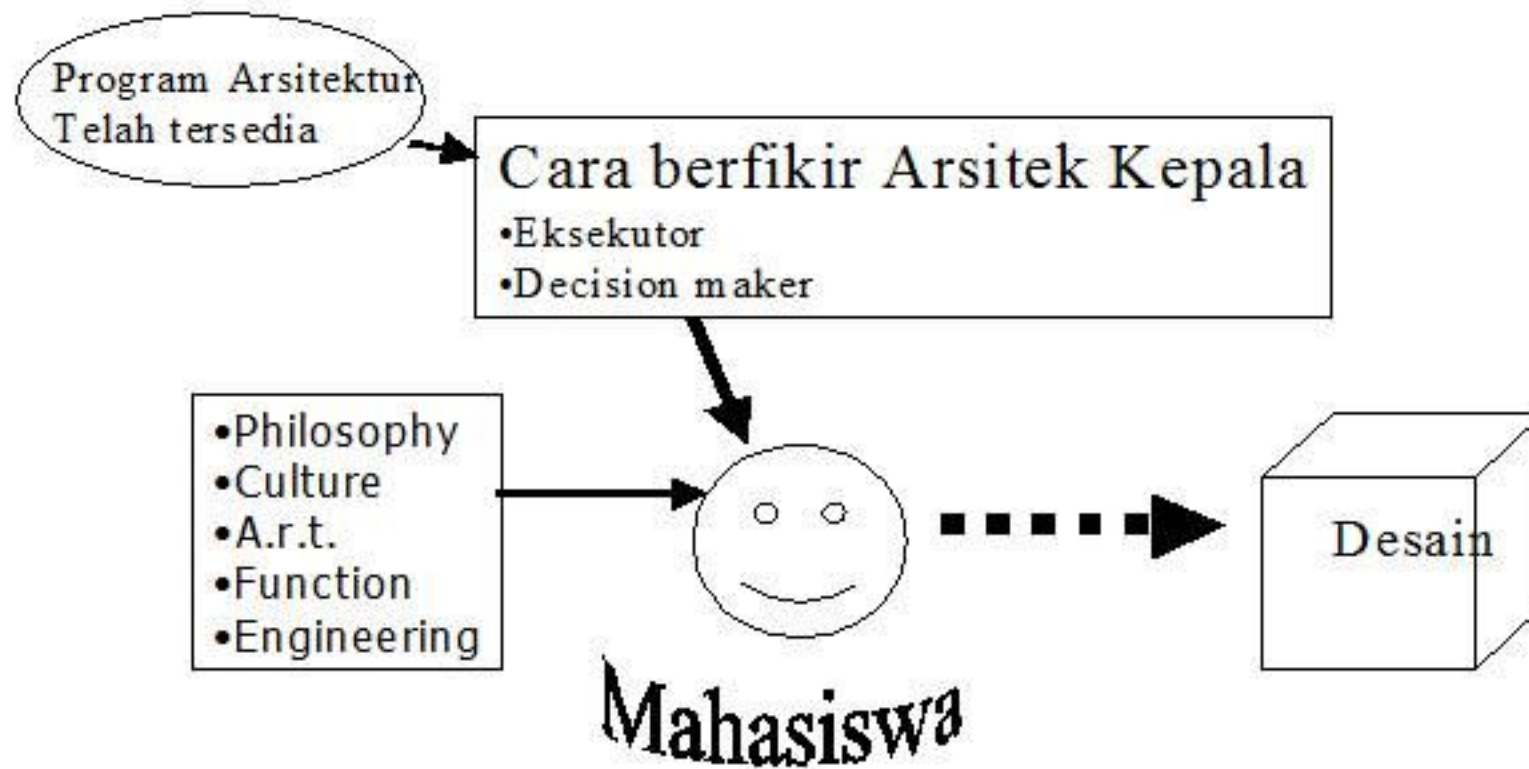 Program Arsitektur
Telah tersedia
Cara berfikir Arsitek Kepala
•Eksekutor
•Decision maker
•Philosophy
•Culture
•A.r.t.
•Function
•Engineering
Desain
Mahasiswa